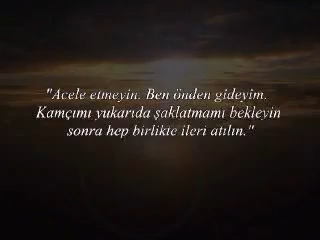 "Acele etmeyin. Ben önden gideyim.
Kamçımı yukarıda şaklatmamı bekleyin
sonra hep birlikte ileri atılın."